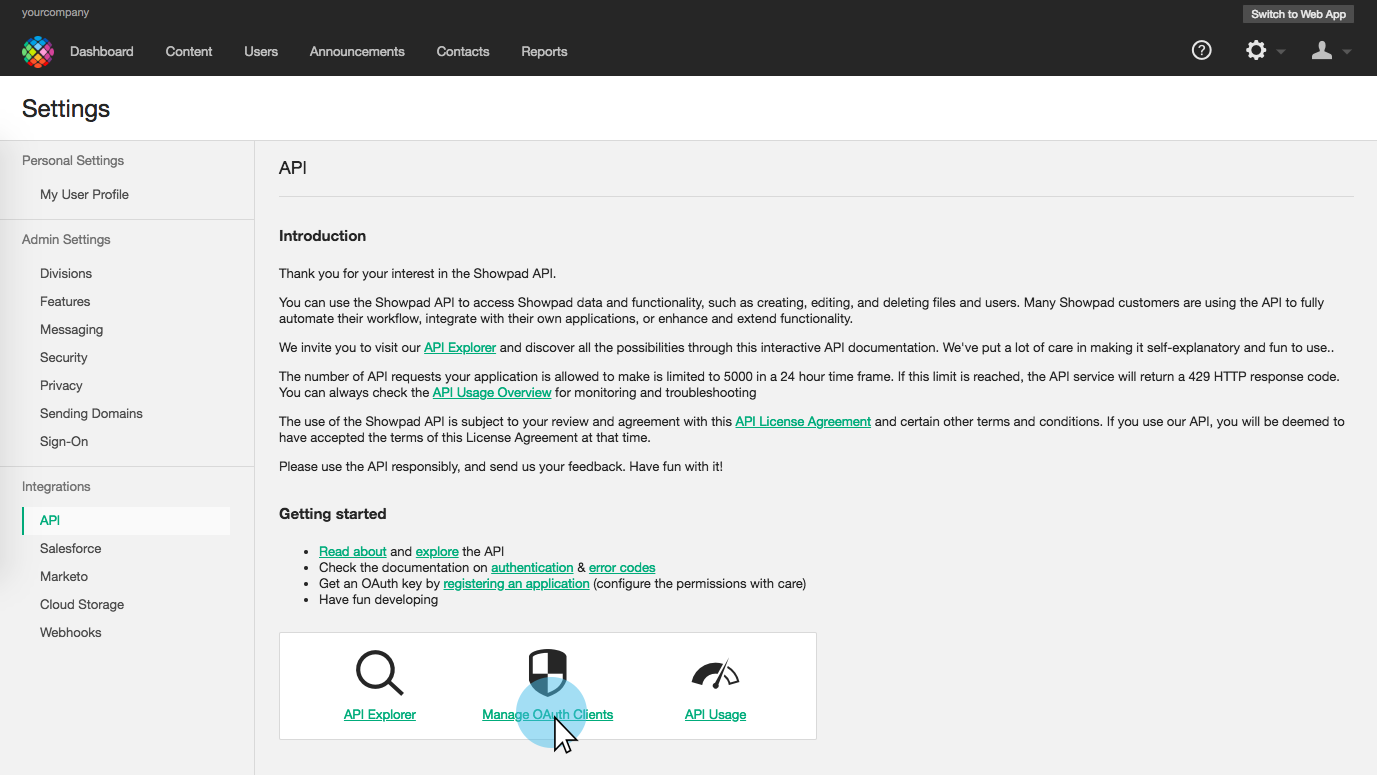 yourcompany
Switch to Web App
Dashboard
Content
Users
Announcements
Contacts
Reports
Settings
Personal Settings
My User Profile
Admin Settings
Divisions
Features
Messaging
Security
Privacy
Sending Domains
Sign-On
Integrations
API
Salesforce
Marketo
Cloud Storage
Webhooks
API
Introduction
Thank you for your interest in the Showpad API.
You can use the Showpad API to access Showpad data and functionality, such as creating, editing, and deleting files and users. Many Showpad customers are using the API to fully
automate their workflow, integrate with their own applications, or enhance and extend functionality.
We invite you to visit our API Explorer and discover all the possibilities through this interactive API documentation. We've put a lot of care in making it self-explanatory and fun to use..
The number of API requests your application is allowed to make is limited to 5000 in a 24 hour time frame. If this limit is reached, the API service will return a 429 HTTP response code.
You can always check the API Usage Overview for monitoring and troubleshooting
The use of the Showpad API is subject to your review and agreement with this API License Agreement and certain other terms and conditions. If you use our API, you will be deemed to
have accepted the terms of this License Agreement at that time.
Please use the API responsibly, and send us your feedback. Have fun with it!
Getting started
• Read about and explore the API
• Check the documentation on authentication & error codes
• Get an OAuth key by registering an application (configure the permissions with care)
• Have fun developing
API Explorer
Manage OAuth Clients
API Usage